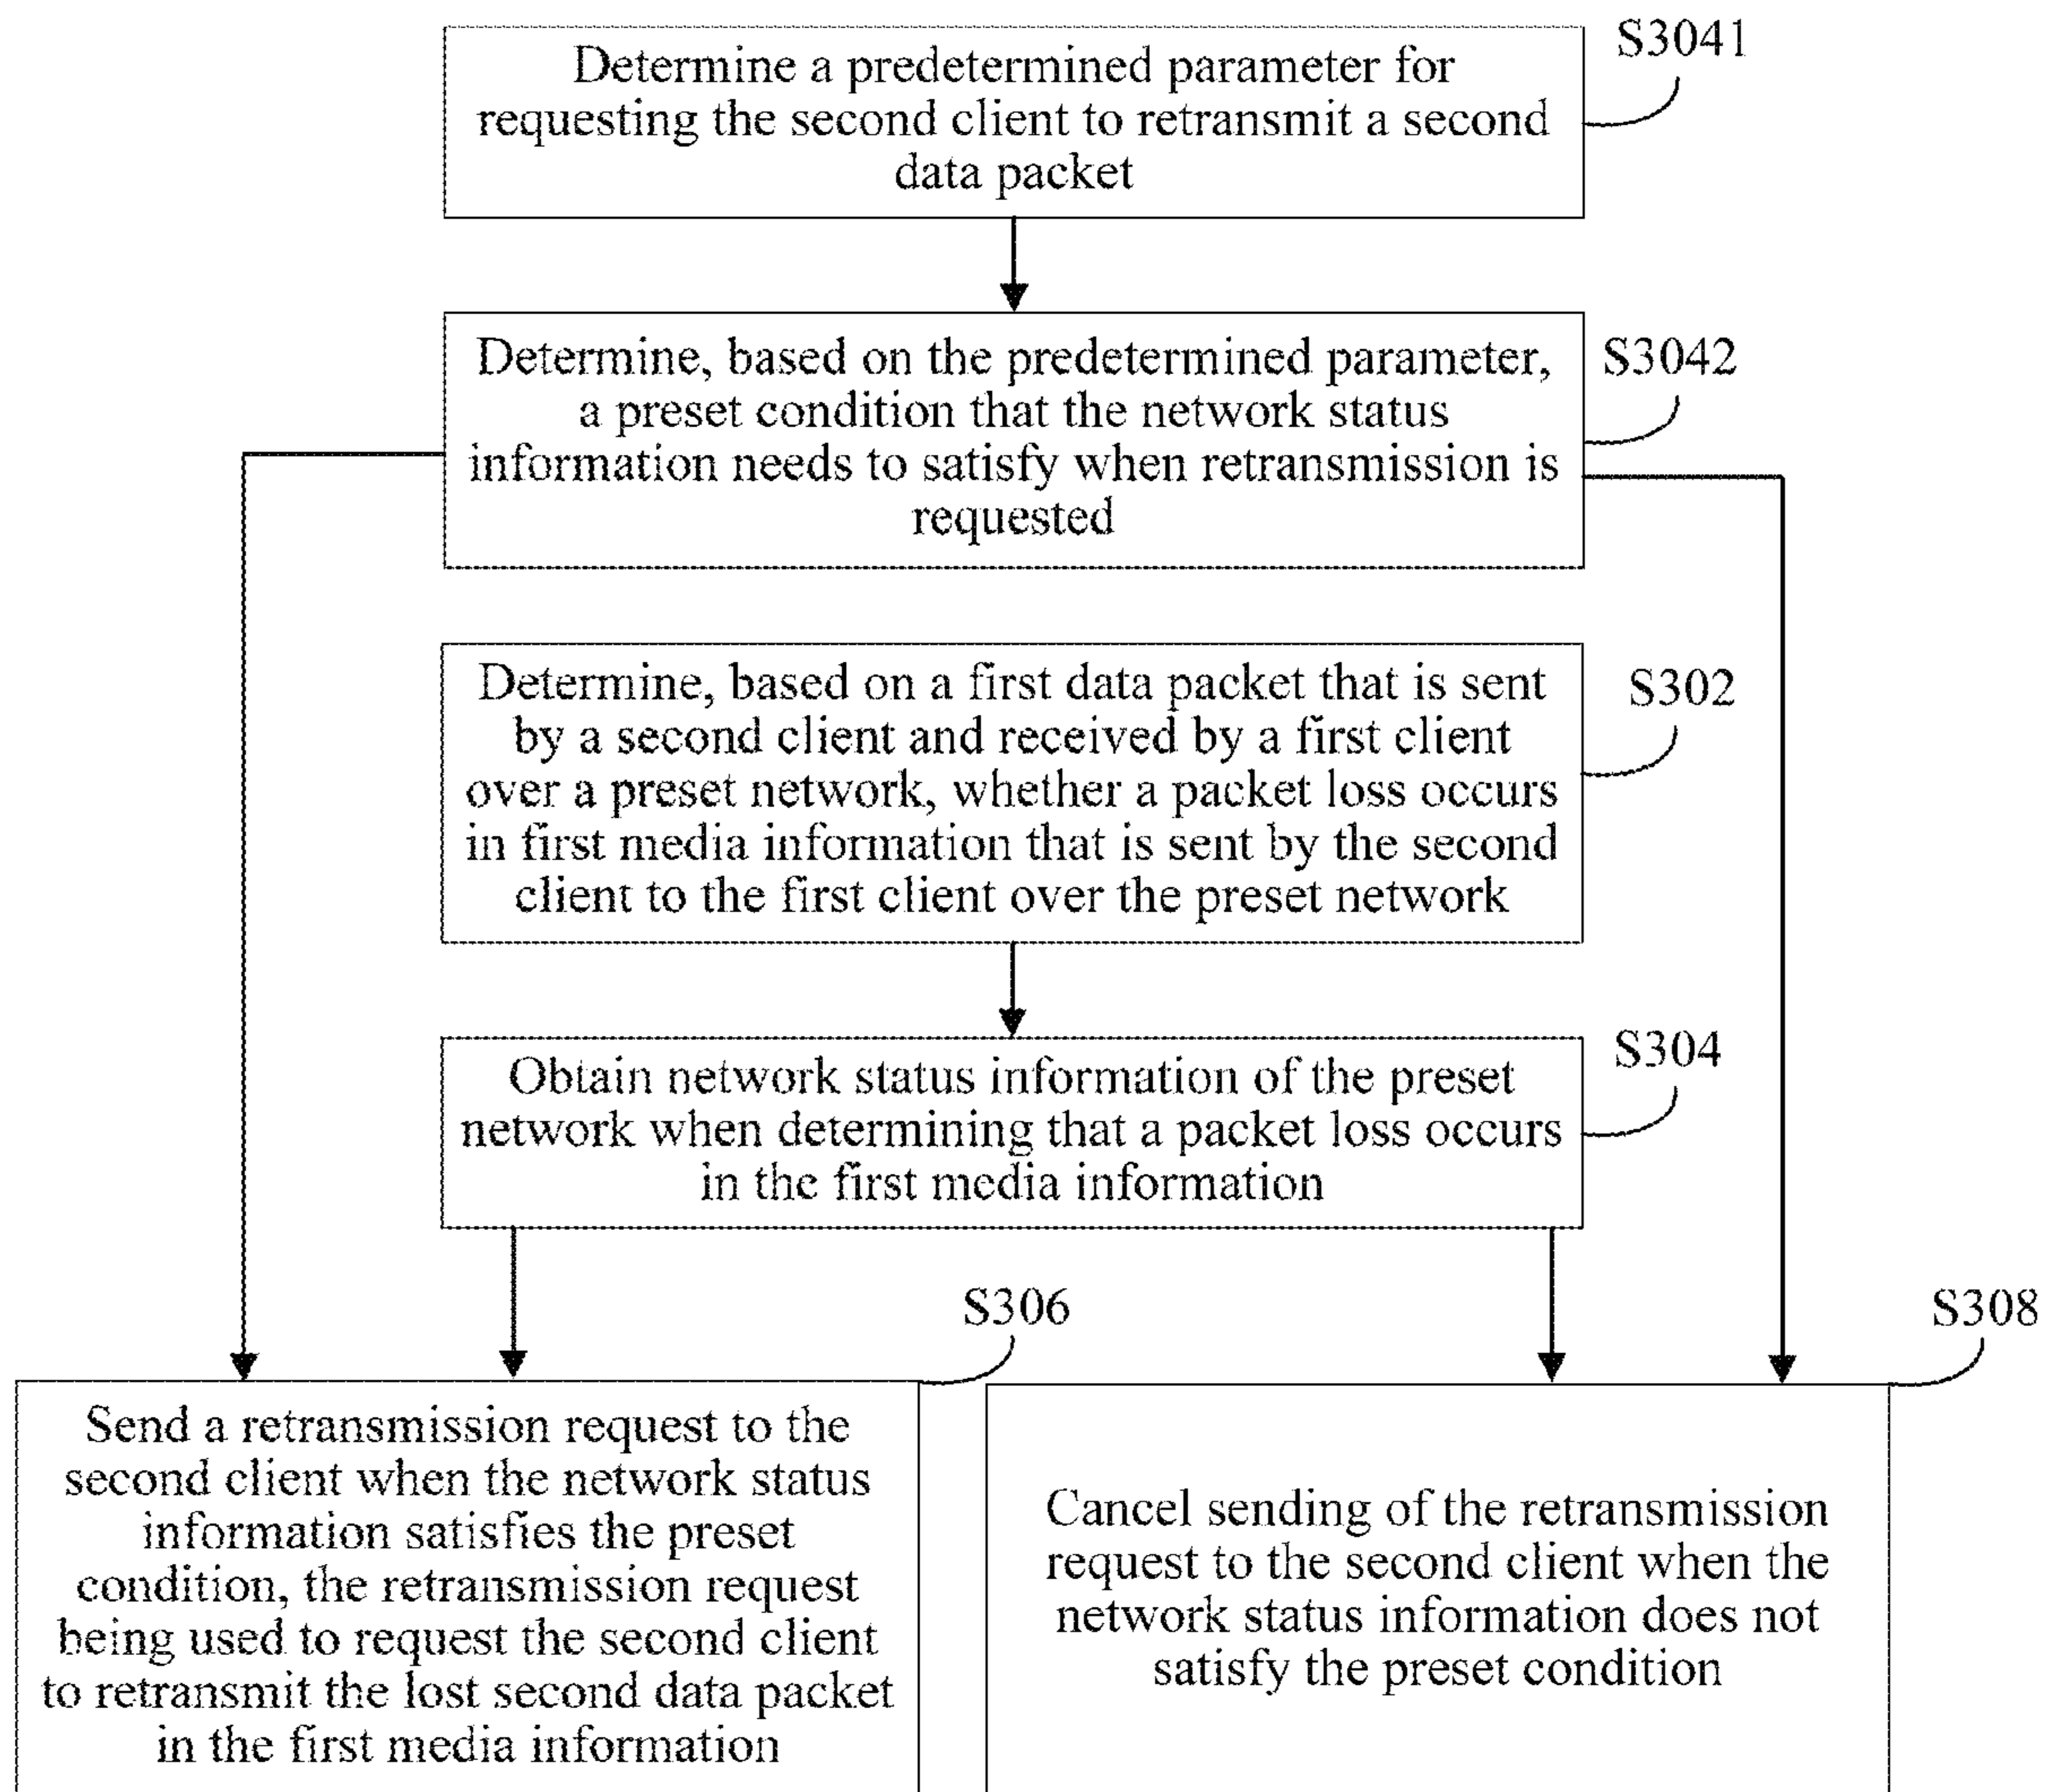 S3041
Determine a predetermined parameter for
requesting the second client to retransmit a second
data packet
S3042
Determine, based on the predetermined parameter,
a preset condition that the network status
information needs to satisfy when retransmission is
requested
S302
Determine, based on a first data packet that is sent
by a second client and received by a first client
over a preset network, whether a packet loss occurs
in first media information that is sent by the second
client to the first client over the preset network
S304
Obtain network status information of the preset
network when determining that a packet loss occurs
in the first media information
S306
Send a retransmission request to the
second client when the network status
information satisfies the preset
condition, the retransmission request
being used to request the second client
to retransmit the lost second data packet
in the first media information
S308
Cancel sending of the retransmission
request to the second client when the
network status information does not
satisfy the preset condition